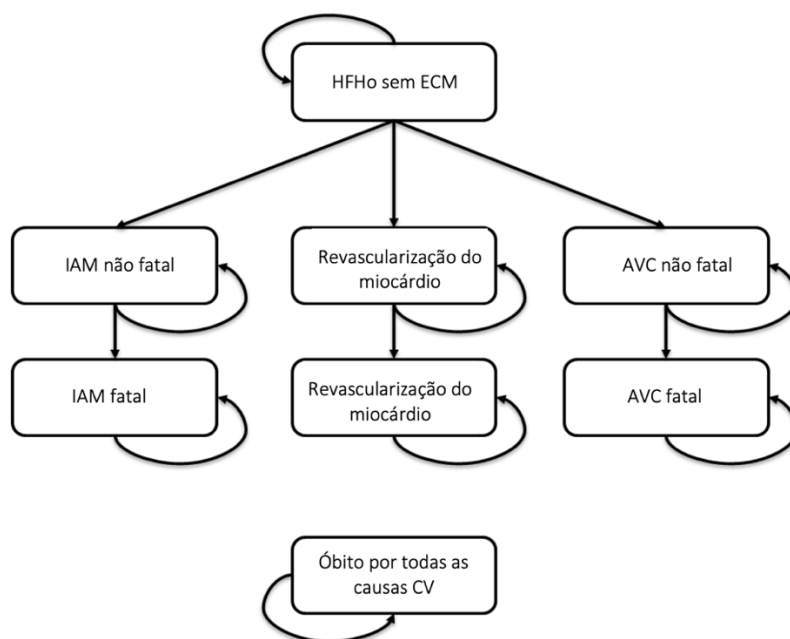 HFHo sem ECM
IAM não fatal
Revascularização do
miocárdio
AVC não fatal
IAM fatal
Revascularização do
miocárdio
AVC fatal
Óbito por todas as
causas CV